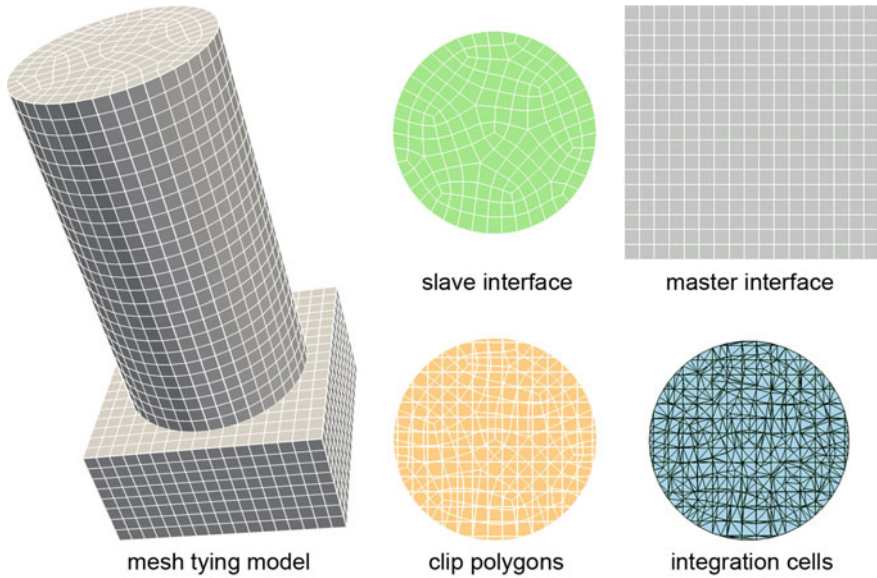 slave interface
master interface
mesh tying model
clip polygons
integration cells